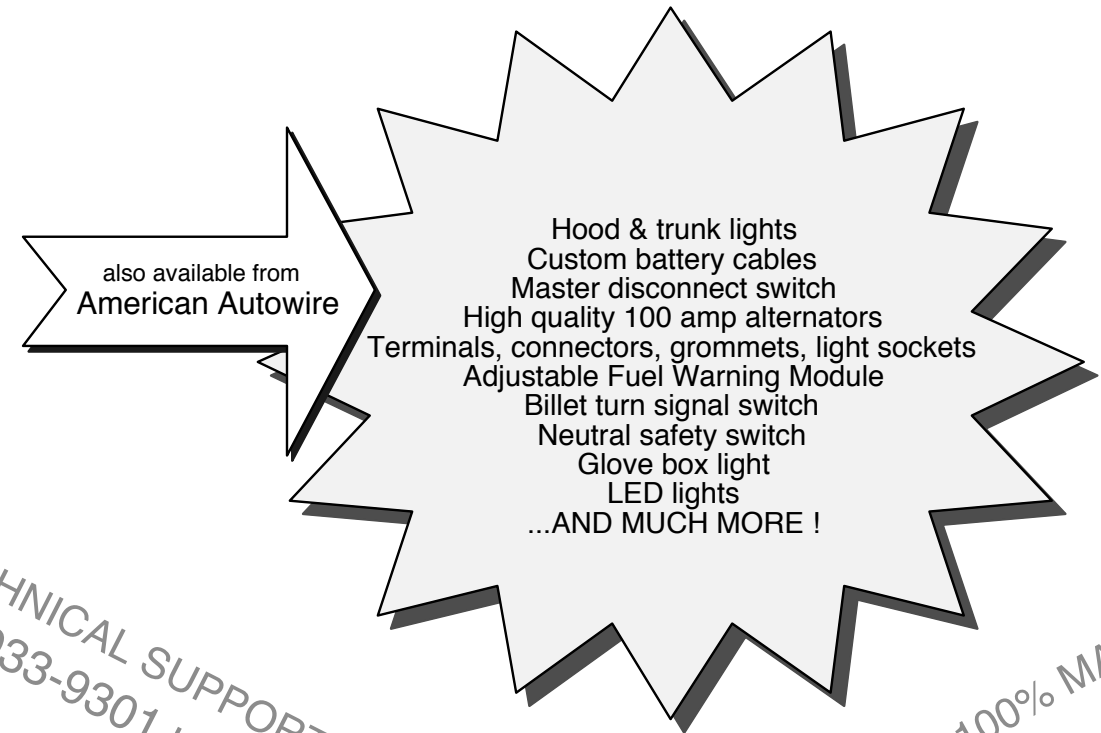 also available from
American Autowire
Hood & trunk lights
Custom battery cables
Master disconnect switch
High quality 100 amp alternators
Terminals, connectors, grommets, light sockets
Adjustable Fuel Warning Module
Billet turn signal switch
Neutral safety switch
Glove box light
LED lights
...AND MUCH MORE !
SUPPORT
33-9301
100%